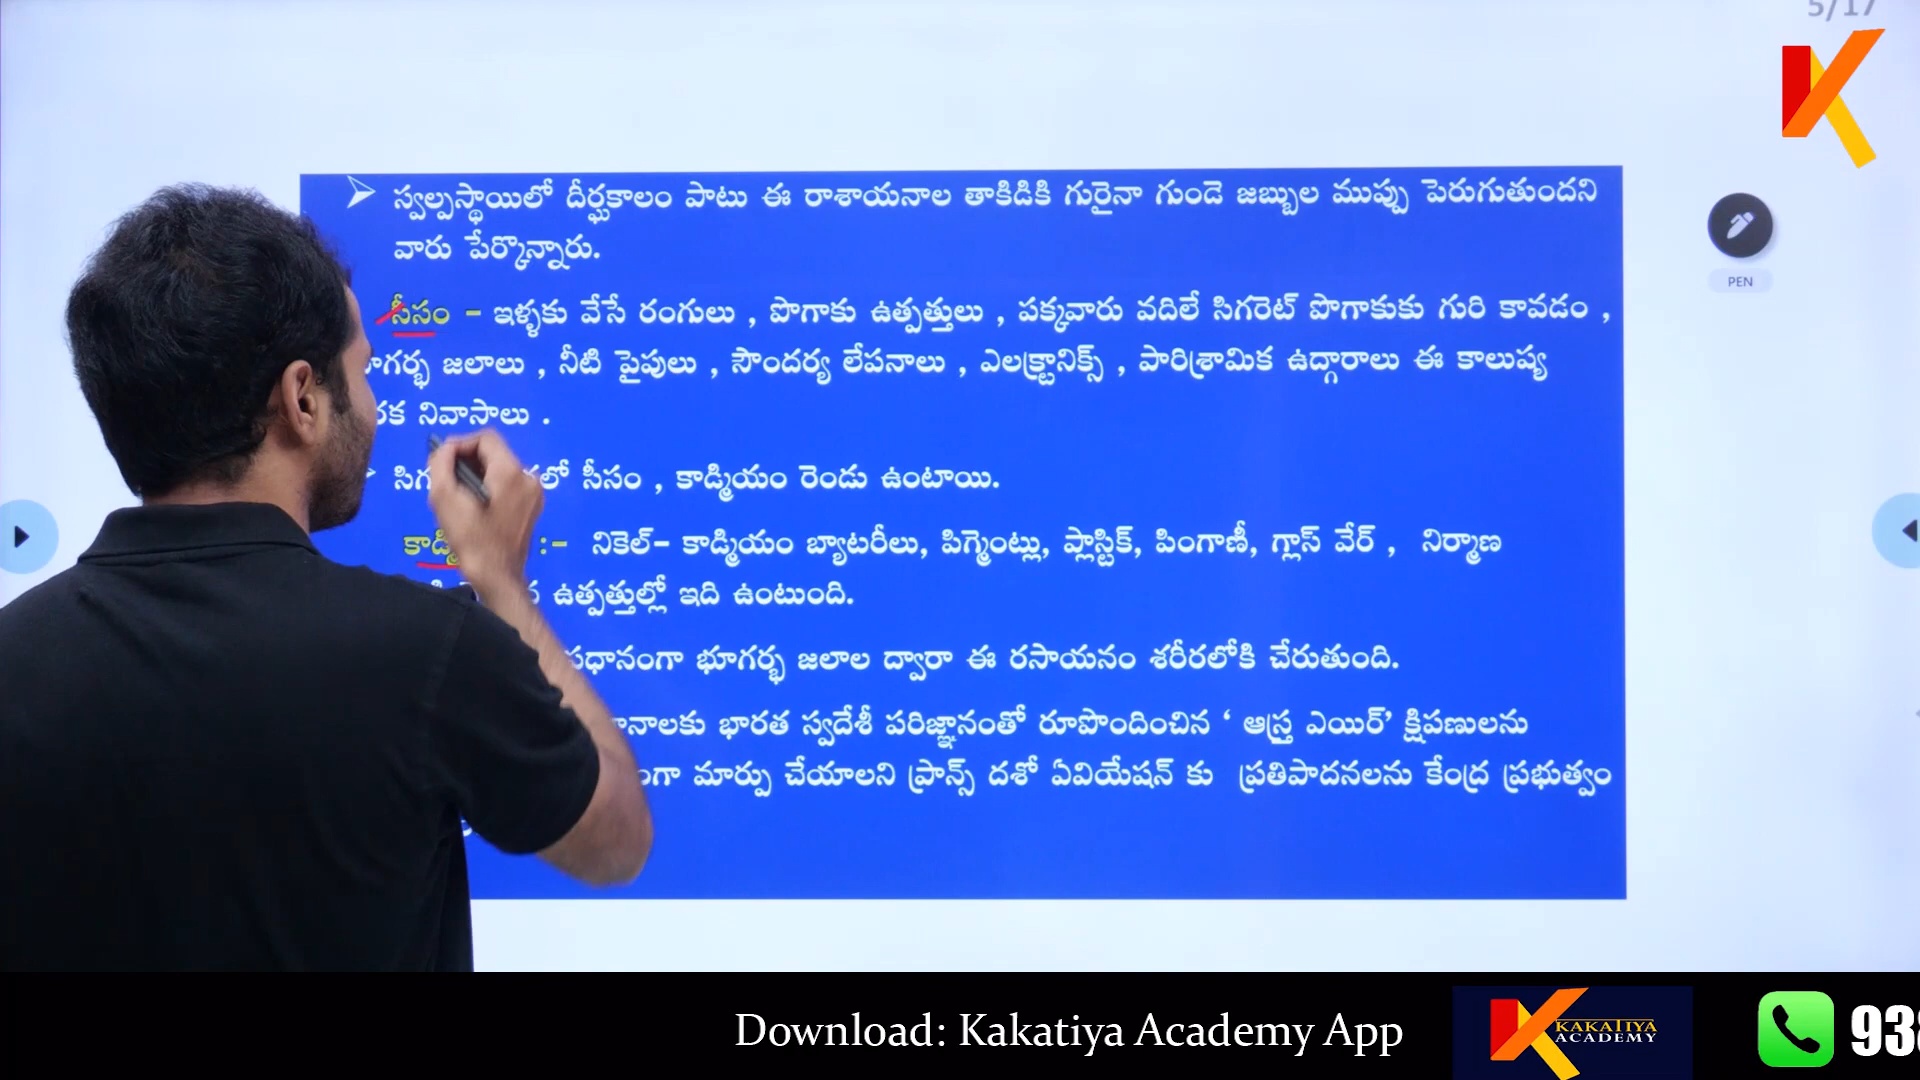 5/17
స్వల్పస్థాయిలో దీర్ఘకాలం పాటు ఈ రాశాయనాల తాకిడికి గురైనా గుండె జబ్బుల ముప్పు పెరుగుతుందని
వారు పేర్కొన్నారు.
PEN
సీసం - ఇళ్ళకు వేసే రంగులు , పొగాకు ఉత్పత్తులు , పక్కవారు వదిలే సిగరెట్ పొగాకుకు గురి కావడం ,
జలాలు , నీటి పైపులు , సౌందర్య లేపనాలు , ఎలక్ట్రానిక్స్ , పారిశ్రామిక ఉద్గారాలు ఈ కాలుష్య
నివాసాలు .
సీసం , కాడ్మియం రెండు ఉంటాయి.
:- నికెల్- కాడ్మియం బ్యాటరీలు, పిగ్మెంట్లు, ప్లాస్టిక్, పింగాణీ, గ్లాస్ వేర్ , నిర్మాణ
ఉత్పత్తుల్లో ఇది ఉంటుంది.
భూగర్భ జలాల ద్వారా ఈ రసాయనం శరీరలోకి చేరుతుంది.
భారత స్వదేశీ పరిజ్ఞానంతో రూపొందించిన ‘ ఆస్త్ర ఎయిర్’ క్షిపణులను
మార్పు చేయాలని ప్రాన్స్ దశో ఏవియేషన్ కు ప్రతిపాదనలను కేంద్ర ప్రభుత్వం
Download: Kakatiya Academy App
KAKATIYA
ACADEMY